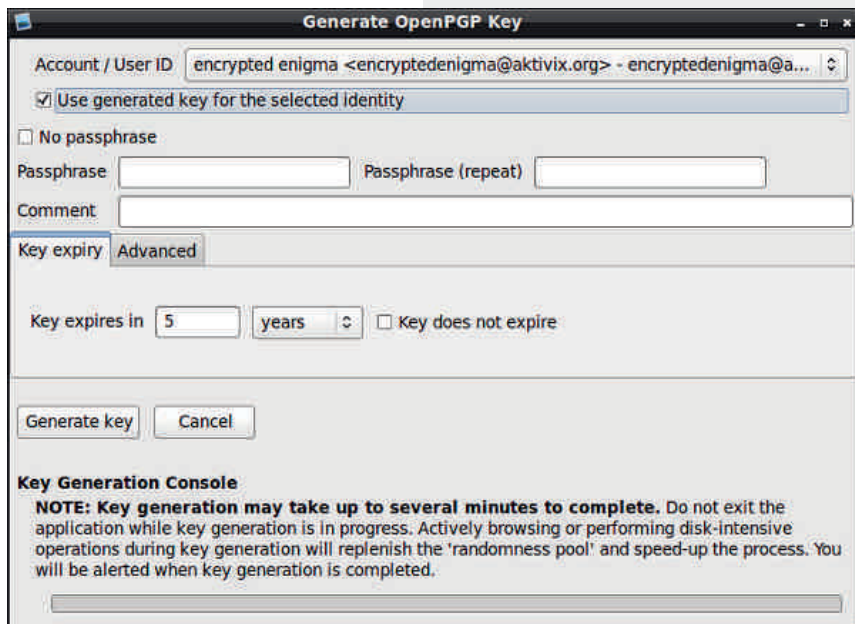 Generate OpenPGP Key
Account / User ID encrypted enigma <encryptedenigma@aktivix.org> - encryptedenigma@a...
Use generated key for the selected identity
No passphrase
Passphrase Passphrase (repeat)
Comment
Key expiry Advanced
Key expires in 5 years Key does not expire
Generate key Cancel
Key Generation Console
NOTE: Key generation may take up to several minutes to complete. Do not exit the
application while key generation is in progress. Actively browsing or performing disk-intensive
operations during key generation will replenish the 'randomness pool' and speed-up the process. You
will be alerted when key generation is completed.